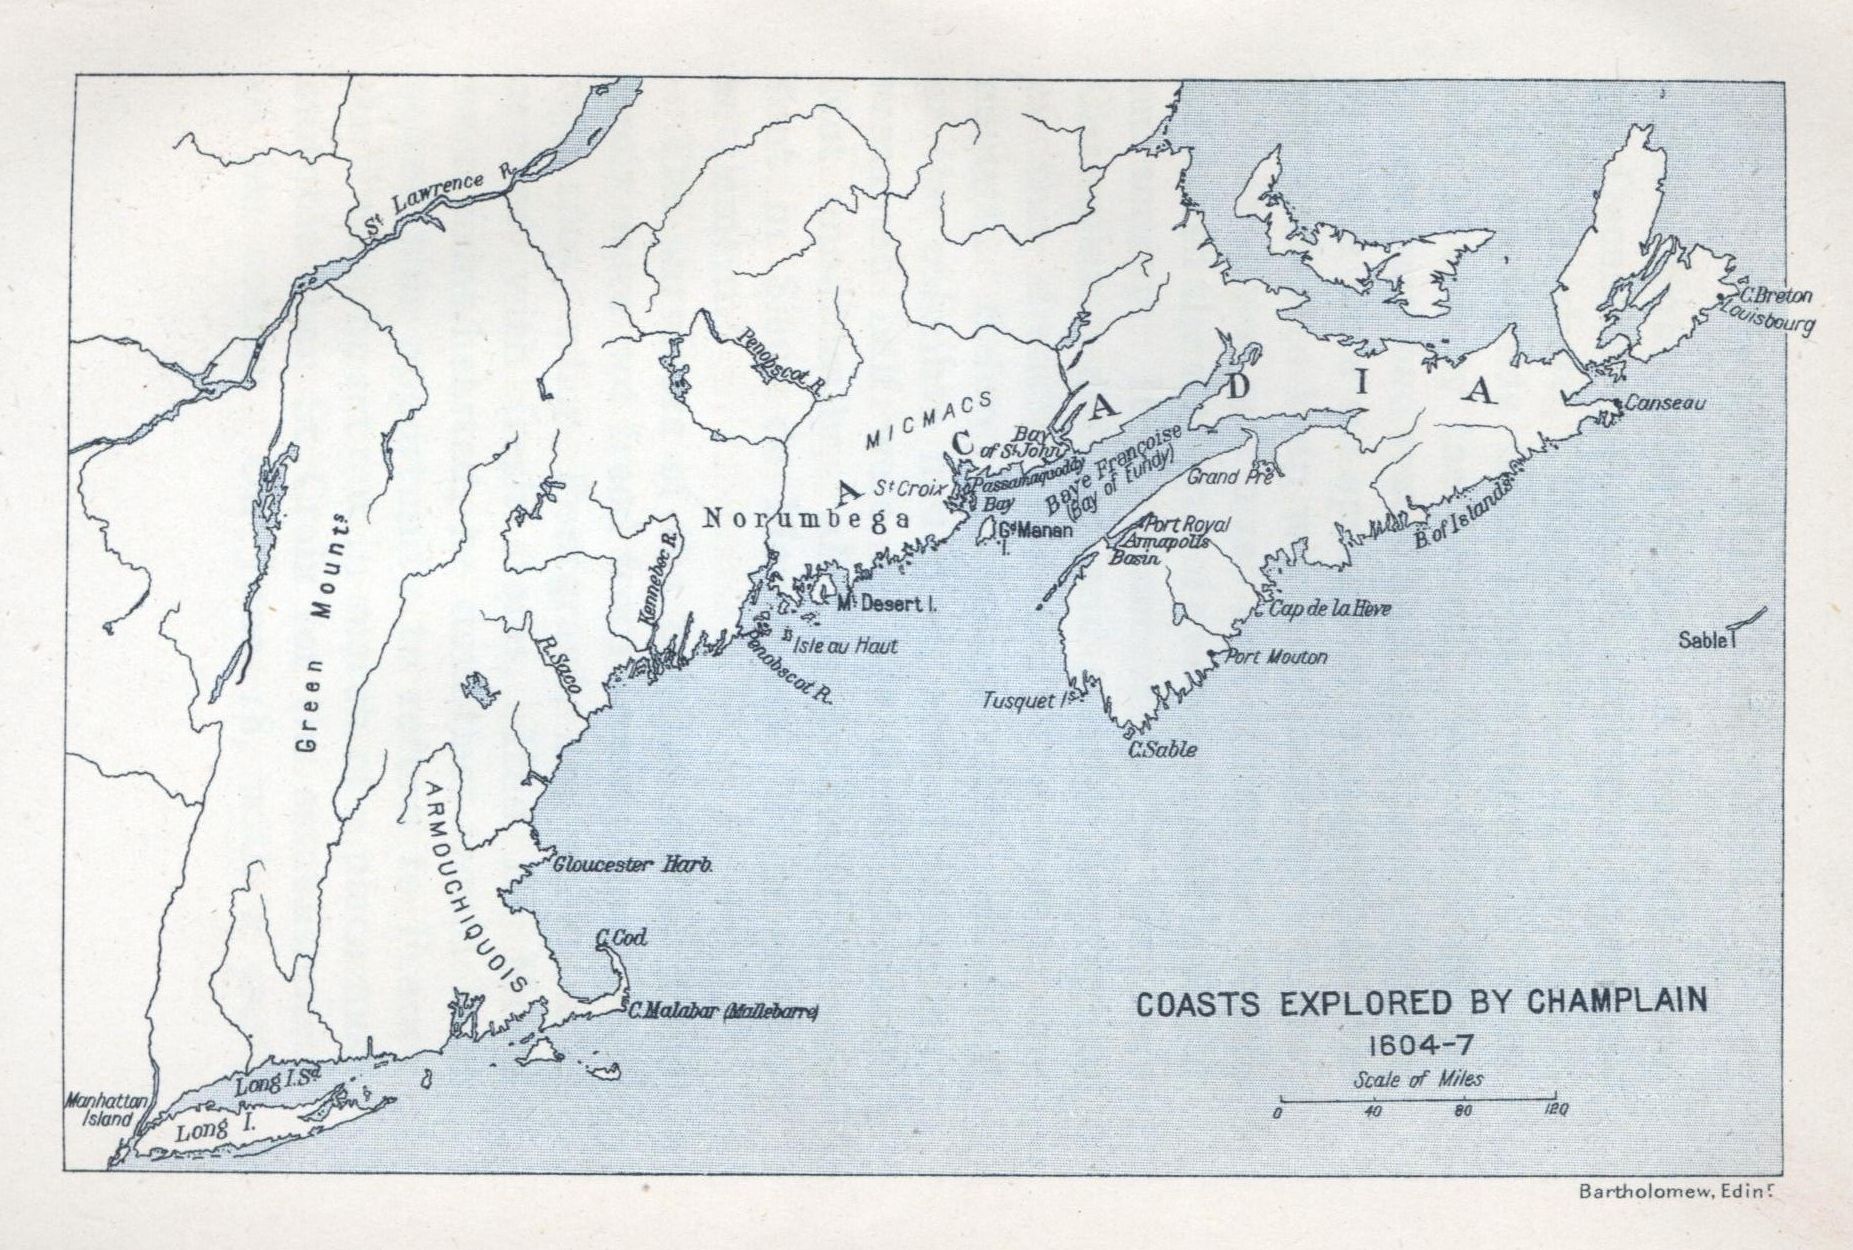 St Lawrence R.
C. Breton
Louisbourg
Penobscot R.
MICMACS
ACADIA
Canseau
Bay
of St John
Baye Françoise
(Bay of Fundy)
Passamaquoddy
Bay
Grand Pré
St Croix
Norumbega
Gd Manan
I.
Port Royal
Annapolis
Basin
B. of Islands
Green Mounts
Kennebec R.
Mt Desert I.
Cap de la Hève
Isle au Haut
Sable I
R. Saco
Penobscot R.
Port Mouton
Tusquet Is
C. Sable
ARMOUCHIQUOIS
Gloucester Harb.
C. Cod
C. Malabar (Mallebarre)
COASTS EXPLORED BY CHAMPLAIN
1604-7
Scale of Miles
0 40 80 120
Long I. Sd
Manhattan
Island
Long I.
Bartholomew, Edinr.